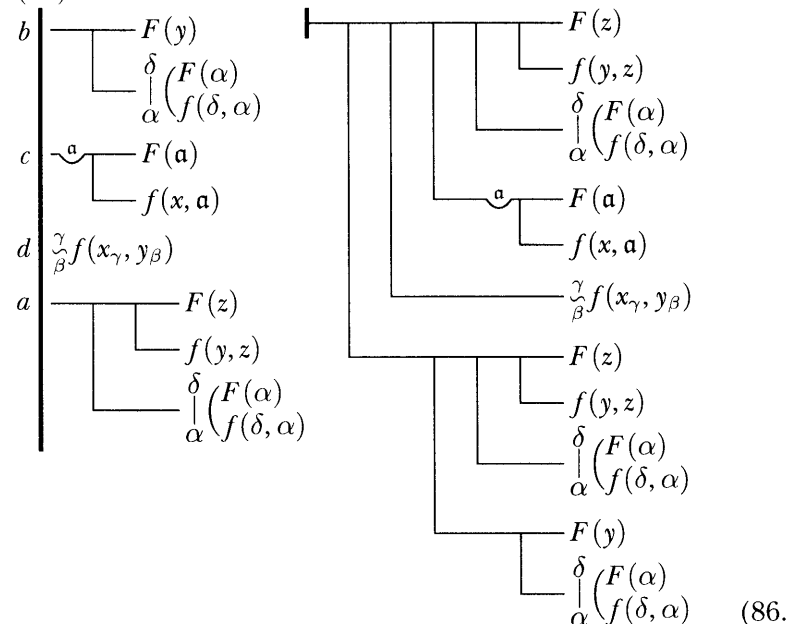 b F(y)
δ
α (F(α)
f(δ, α)
c 𝔞 F(𝔞)
f(x, 𝔞)
d γ
β f(x_γ, y_β)
a F(z)
f(y, z)
δ
α (F(α)
f(δ, α)
F(z)
f(y, z)
δ
α (F(α)
f(δ, α)
𝔞 F(𝔞)
f(x, 𝔞)
γ
β f(x_γ, y_β)
F(z)
f(y, z)
δ
α (F(α)
f(δ, α)
F(y)
δ
α (F(α)
f(δ, α) (86.